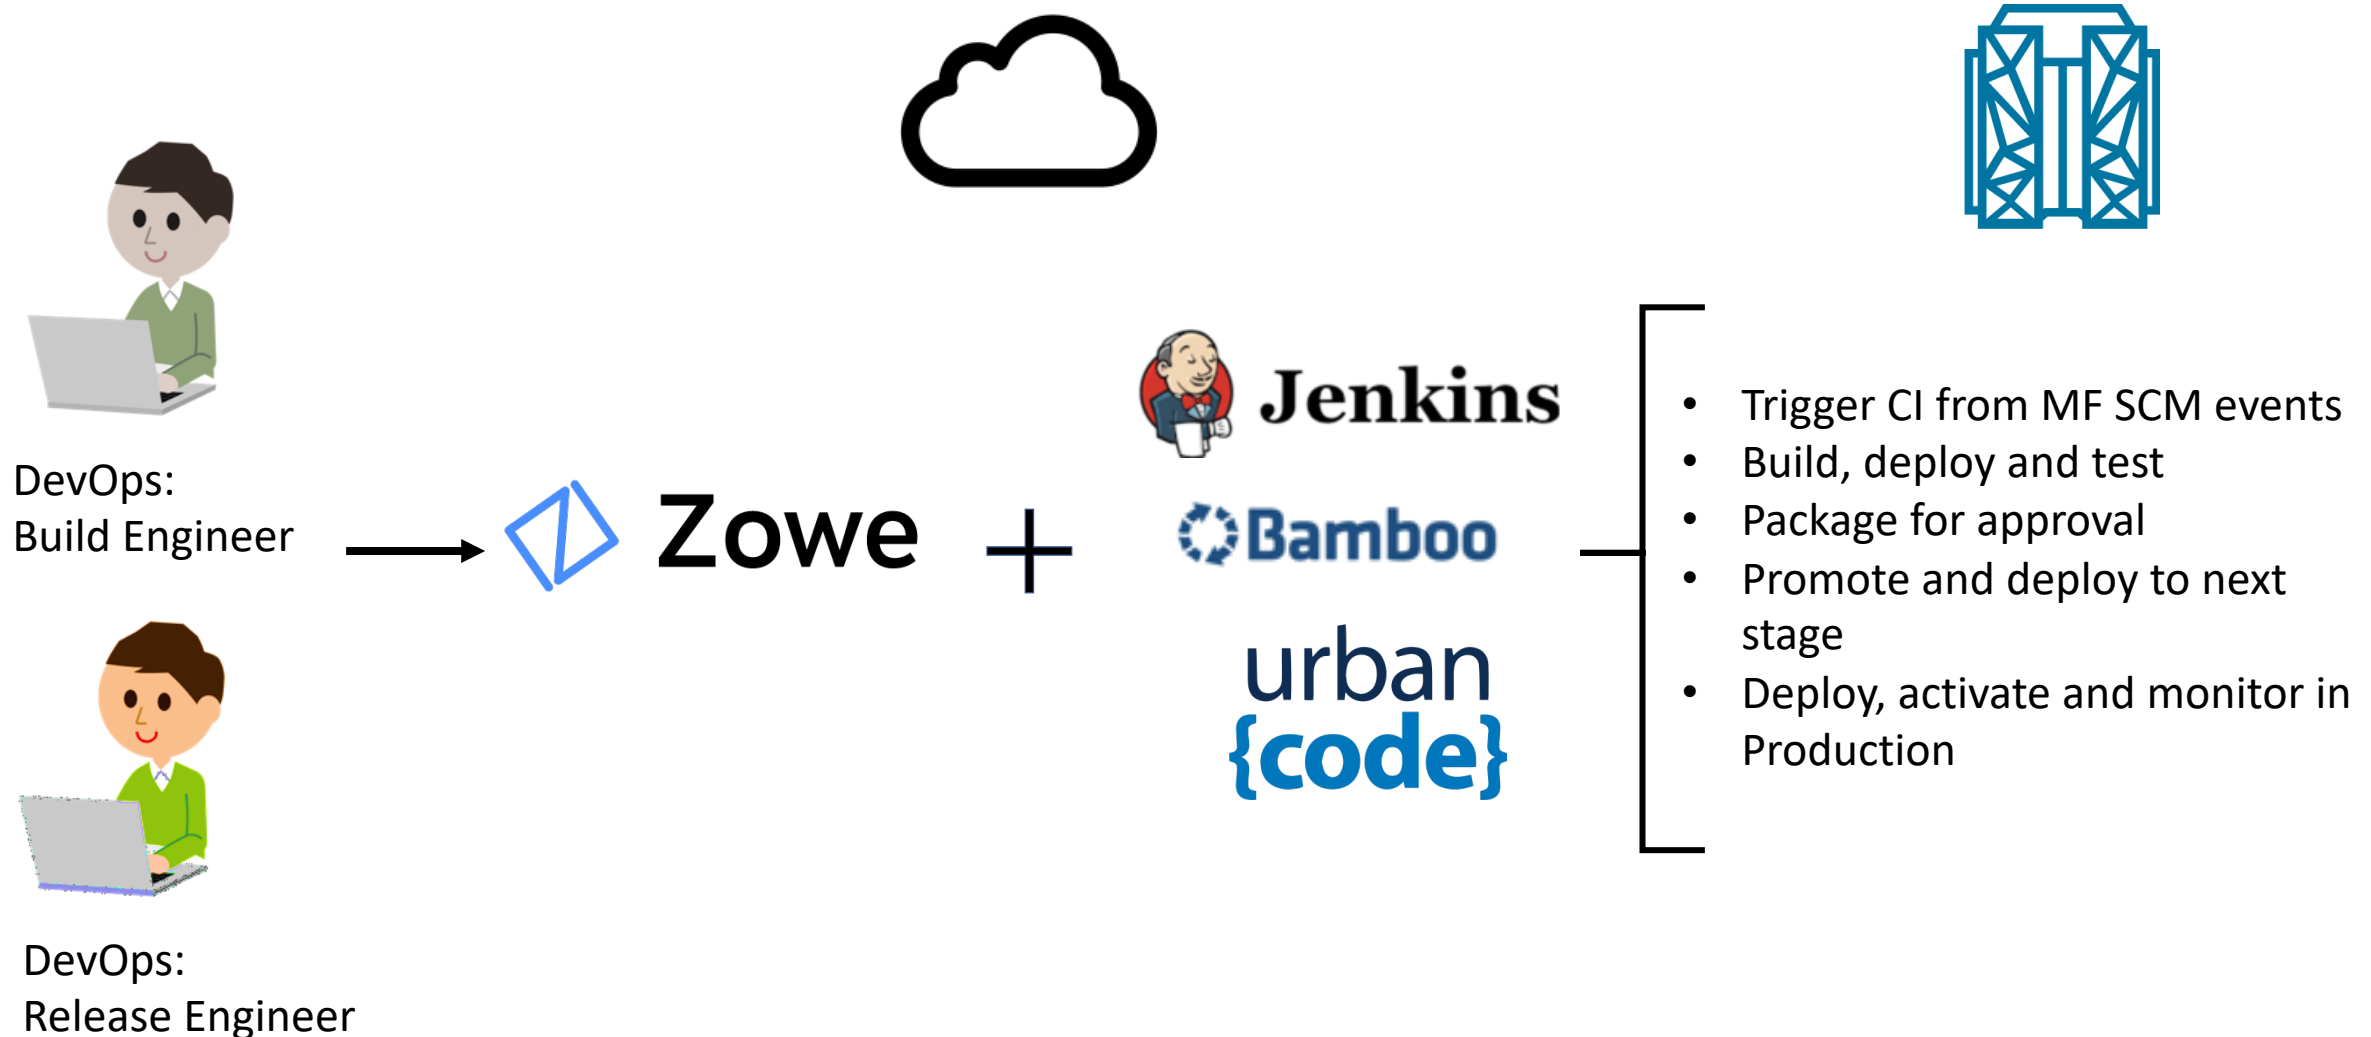 DevOps:
Build Engineer
DevOps:
Release Engineer
Zowe
Jenkins
Bamboo
urban
{code}
• Trigger CI from MF SCM events
• Build, deploy and test
• Package for approval
• Promote and deploy to next
stage
• Deploy, activate and monitor in
Production